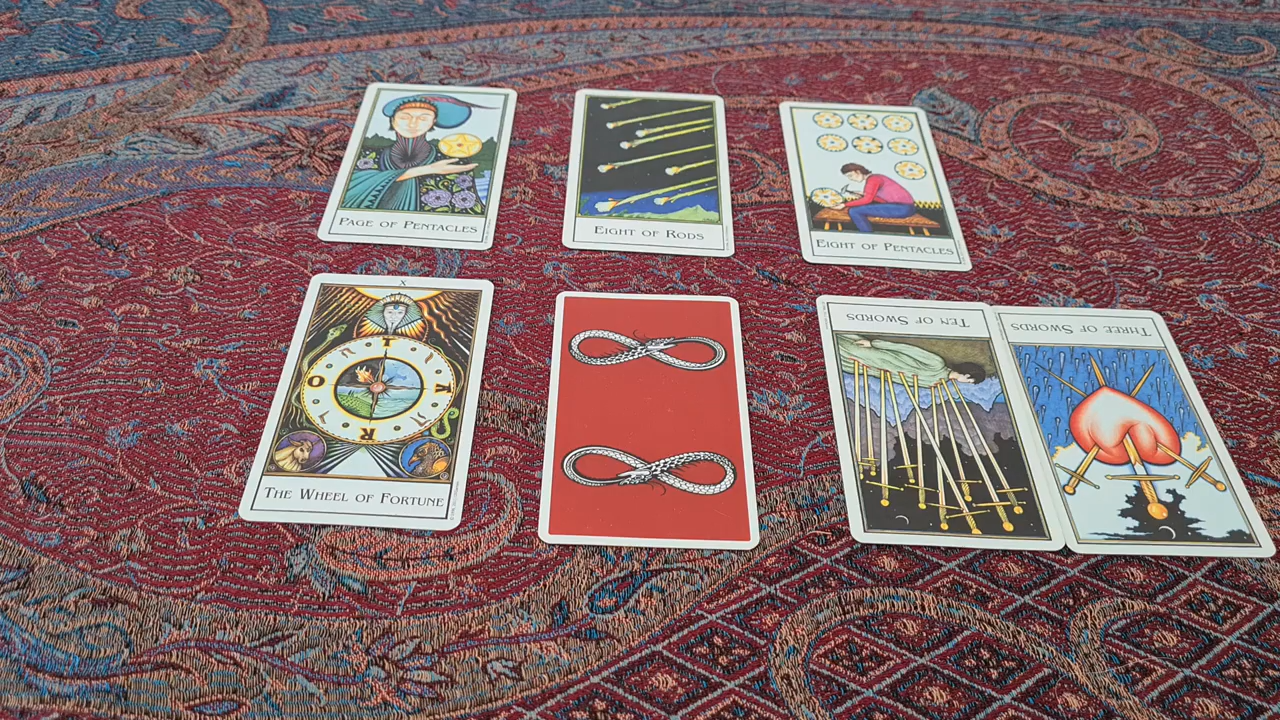 PAGE OF PENTACLES
EIGHT OF RODS
EIGHT OF PENTACLES
X
THE WHEEL OF FORTUNE
TEN OF SWORDS
THREE OF SWORDS